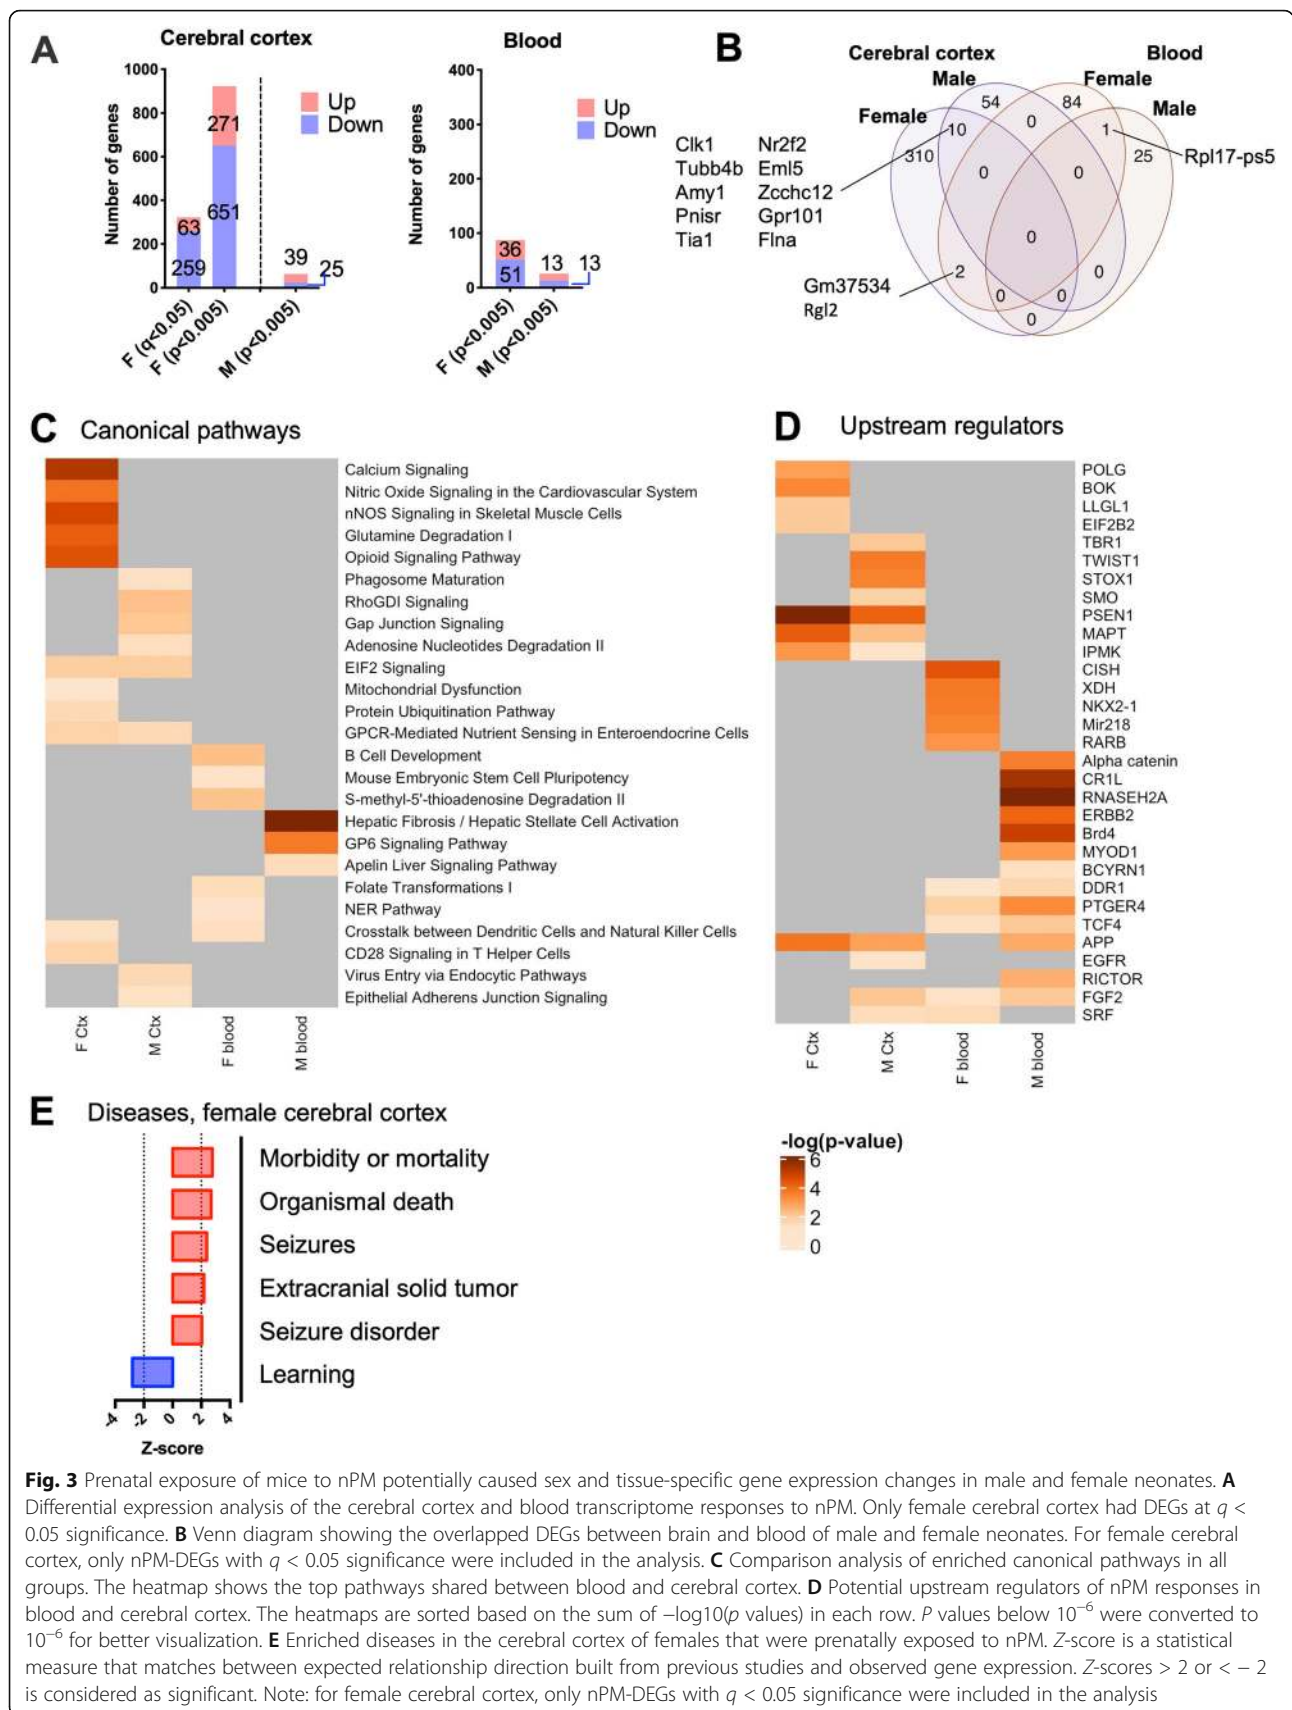 A
Cerebral cortex
Number of genes
1000
800
600
400
200
0
Up
Down
271
651
63
259
39
25
F (q<0.05)
F (p<0.005)
M (p<0.005)
Blood
Number of genes
400
300
200
100
0
Up
Down
36
51
13
13
F (p<0.005)
M (p<0.005)
B
Cerebral cortex
Blood
Male
Female
Female
Male
54
84
0
10
1
310
25
0
0
0
2
0
0
0
0
Clk1 Nr2f2
Tubb4b Eml5
Amy1 Zcchc12
Pnisr Gpr101
Tia1 Flna
Rpl17-ps5
Gm37534
Rgl2
C Canonical pathways
Calcium Signaling
Nitric Oxide Signaling in the Cardiovascular System
nNOS Signaling in Skeletal Muscle Cells
Glutamine Degradation I
Opioid Signaling Pathway
Phagosome Maturation
RhoGDI Signaling
Gap Junction Signaling
Adenosine Nucleotides Degradation II
EIF2 Signaling
Mitochondrial Dysfunction
Protein Ubiquitination Pathway
GPCR-Mediated Nutrient Sensing in Enteroendocrine Cells
B Cell Development
Mouse Embryonic Stem Cell Pluripotency
S-methyl-5'-thioadenosine Degradation II
Hepatic Fibrosis / Hepatic Stellate Cell Activation
GP6 Signaling Pathway
Apelin Liver Signaling Pathway
Folate Transformations I
NER Pathway
Crosstalk between Dendritic Cells and Natural Killer Cells
CD28 Signaling in T Helper Cells
Virus Entry via Endocytic Pathways
Epithelial Adherens Junction Signaling
F Ctx
M Ctx
F blood
M blood
D Upstream regulators
POLG
BOK
LLGL1
EIF2B2
TBR1
TWIST1
STOX1
SMO
PSEN1
MAPT
IPMK
CISH
XDH
NKX2-1
Mir218
RARB
Alpha catenin
CR1L
RNASEH2A
ERBB2
Brd4
MYOD1
BCYRN1
DDR1
PTGER4
TCF4
APP
EGFR
RICTOR
FGF2
SRF
F Ctx
M Ctx
F blood
M blood
-log(p-value)
6
4
2
0
E Diseases, female cerebral cortex
Morbidity or mortality
Organismal death
Seizures
Extracranial solid tumor
Seizure disorder
Learning
-4
-2
0
2
4
Z-score
Fig. 3 Prenatal exposure of mice to nPM potentially caused sex and tissue-specific gene expression changes in male and female neonates. A
Differential expression analysis of the cerebral cortex and blood transcriptome responses to nPM. Only female cerebral cortex had DEGs at q <
0.05 significance. B Venn diagram showing the overlapped DEGs between brain and blood of male and female neonates. For female cerebral
cortex, only nPM-DEGs with q < 0.05 significance were included in the analysis. C Comparison analysis of enriched canonical pathways in all
groups. The heatmap shows the top pathways shared between blood and cerebral cortex. D Potential upstream regulators of nPM responses in
blood and cerebral cortex. The heatmaps are sorted based on the sum of −log10(p values) in each row. P values below 10⁻⁶ were converted to
10⁻⁶ for better visualization. E Enriched diseases in the cerebral cortex of females that were prenatally exposed to nPM. Z-score is a statistical
measure that matches between expected relationship direction built from previous studies and observed gene expression. Z-scores > 2 or < − 2
is considered as significant. Note: for female cerebral cortex, only nPM-DEGs with q < 0.05 significance were included in the analysis